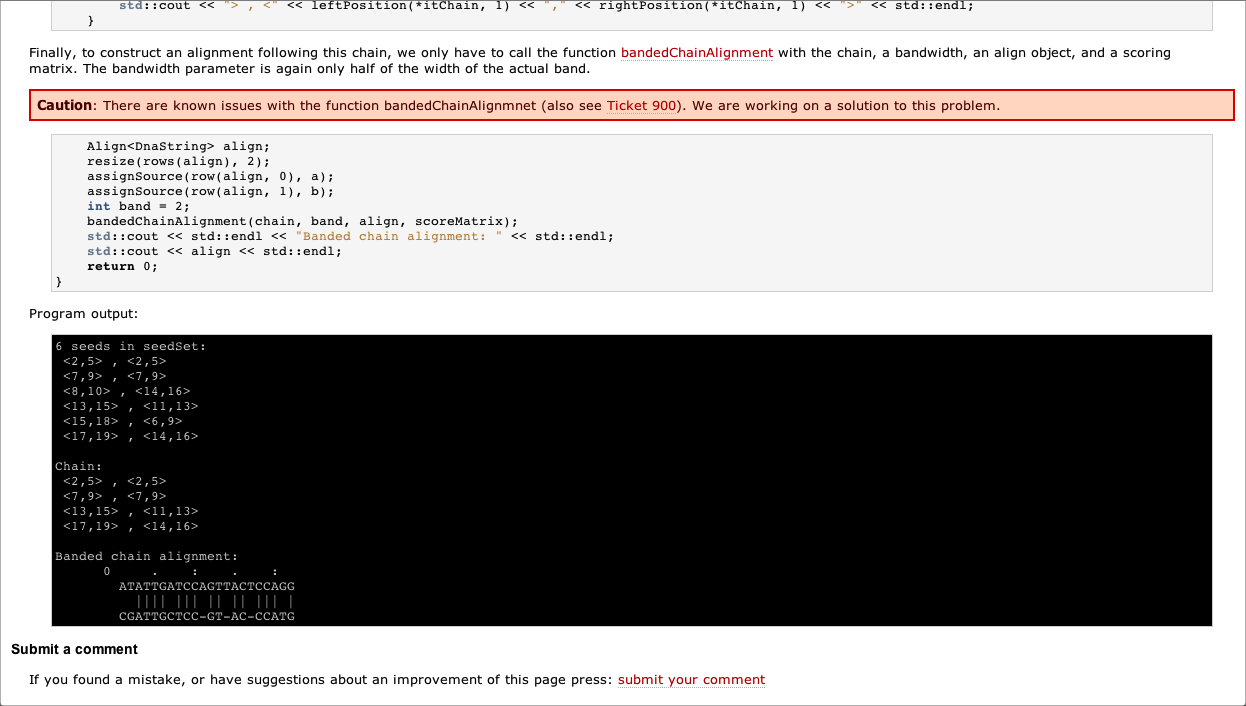 std::cout << "> , <" << leftPosition(*itChain, 1) << "," << rightPosition(*itChain, 1) << ">" << std::endl;
}
Finally, to construct an alignment following this chain, we only have to call the function bandedChainAlignment with the chain, a bandwidth, an align object, and a scoring
matrix. The bandwidth parameter is again only half of the width of the actual band.
Caution: There are known issues with the function bandedChainAlignmnet (also see Ticket 900). We are working on a solution to this problem.
Align<DnaString> align;
resize(rows(align), 2);
assignSource(row(align, 0), a);
assignSource(row(align, 1), b);
int band = 2;
bandedChainAlignment(chain, band, align, scoreMatrix);
std::cout << std::endl << "Banded chain alignment: " << std::endl;
std::cout << align << std::endl;
return 0;
}
Program output:
6 seeds in seedSet:
<2,5> , <2,5>
<7,9> , <7,9>
<8,10> , <14,16>
<13,15> , <11,13>
<15,18> , <6,9>
<17,19> , <14,16>
Chain:
<2,5> , <2,5>
<7,9> , <7,9>
<13,15> , <11,13>
<17,19> , <14,16>
Banded chain alignment:
0     .    :    .    :
ATATTGATCCAGTTACTCCAGG
  |||| ||| || || ||| |
CGATTGCTCC-GT-AC-CCATG
Submit a comment
If you found a mistake, or have suggestions about an improvement of this page press: submit your comment